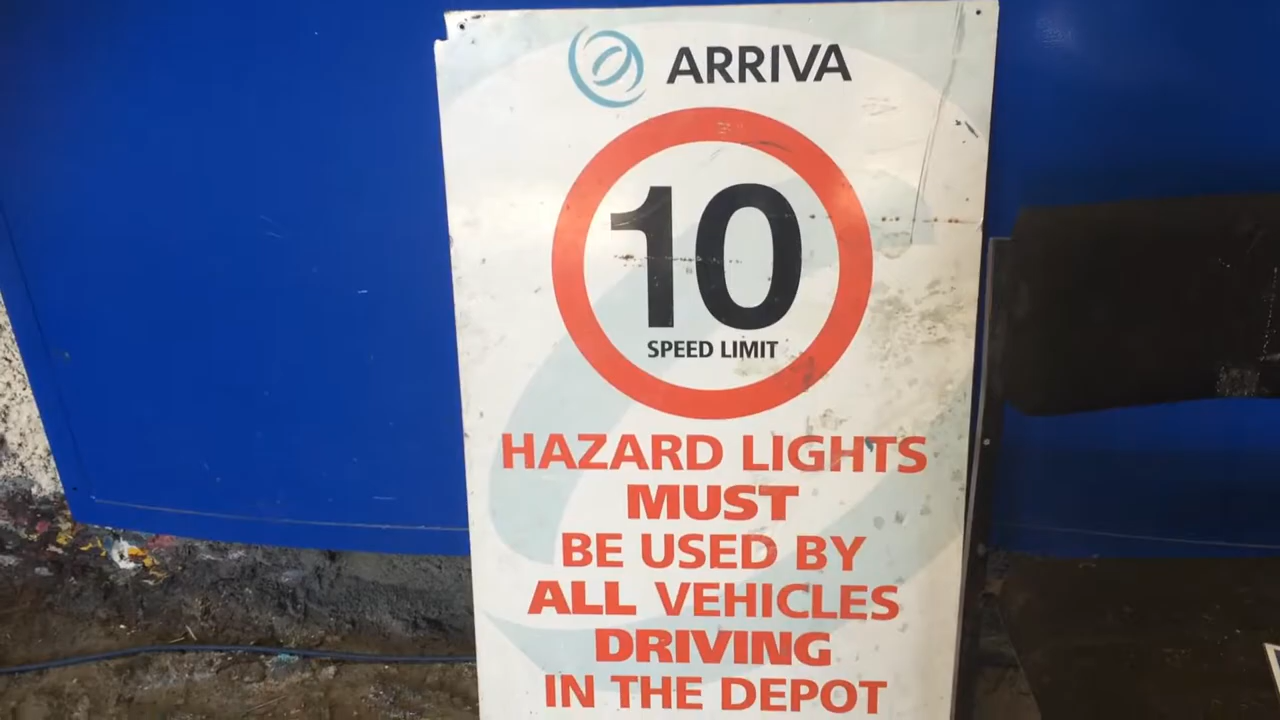 ARRIVA
10
SPEED LIMIT
HAZARD LIGHTS
MUST
BE USED BY
ALL VEHICLES
DRIVING
IN THE DEPOT